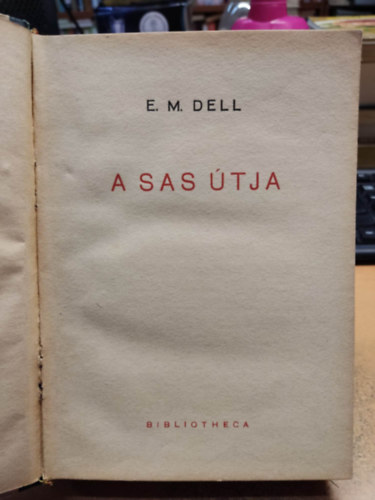 E. M. DELL
A SAS ÚTJA
BIBLIOTHECA